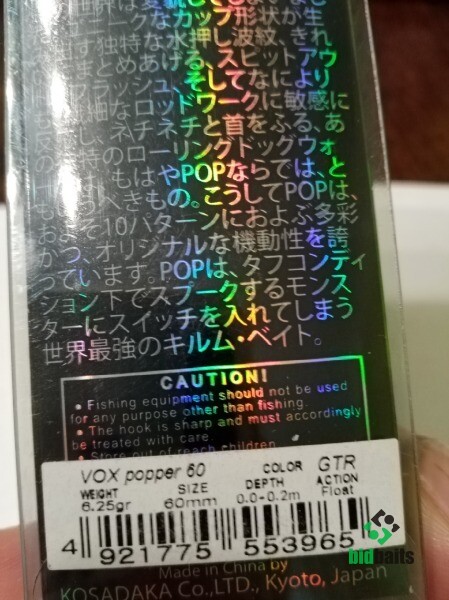 独特な水押し波紋、きれ
とめあげる、スピットアウ
フラッシュ、そしてなにより
細なロッドワークに敏感に
し、ネチネチと首をふる、あ
特のローリングドッグウォ
はもはやPOPならでは、と
べきもの。こうしてPOPは、
およそ10パターンにおよぶ多彩
かつ、オリジナルな機動性を誇
っています。POPは、タフコンディ
ションでスプークするモンス
ターにスイッチを入れてしまう
世界最強のキルム・ベイト。
CAUTION!
• Fishing equipment should not be used
for any purpose other than fishing.
• The hook is sharp and must accordingly
be treated with care.
• Store out of reach children.
VOX popper 60 COLOR GTR
WEIGHT SIZE DEPTH ACTION
6.25gr 60mm 0.0-0.2m Float
4 921775 553965
bidbaits
Made in China by
KOSADAKA Co.,LTD., Kyoto, Japan